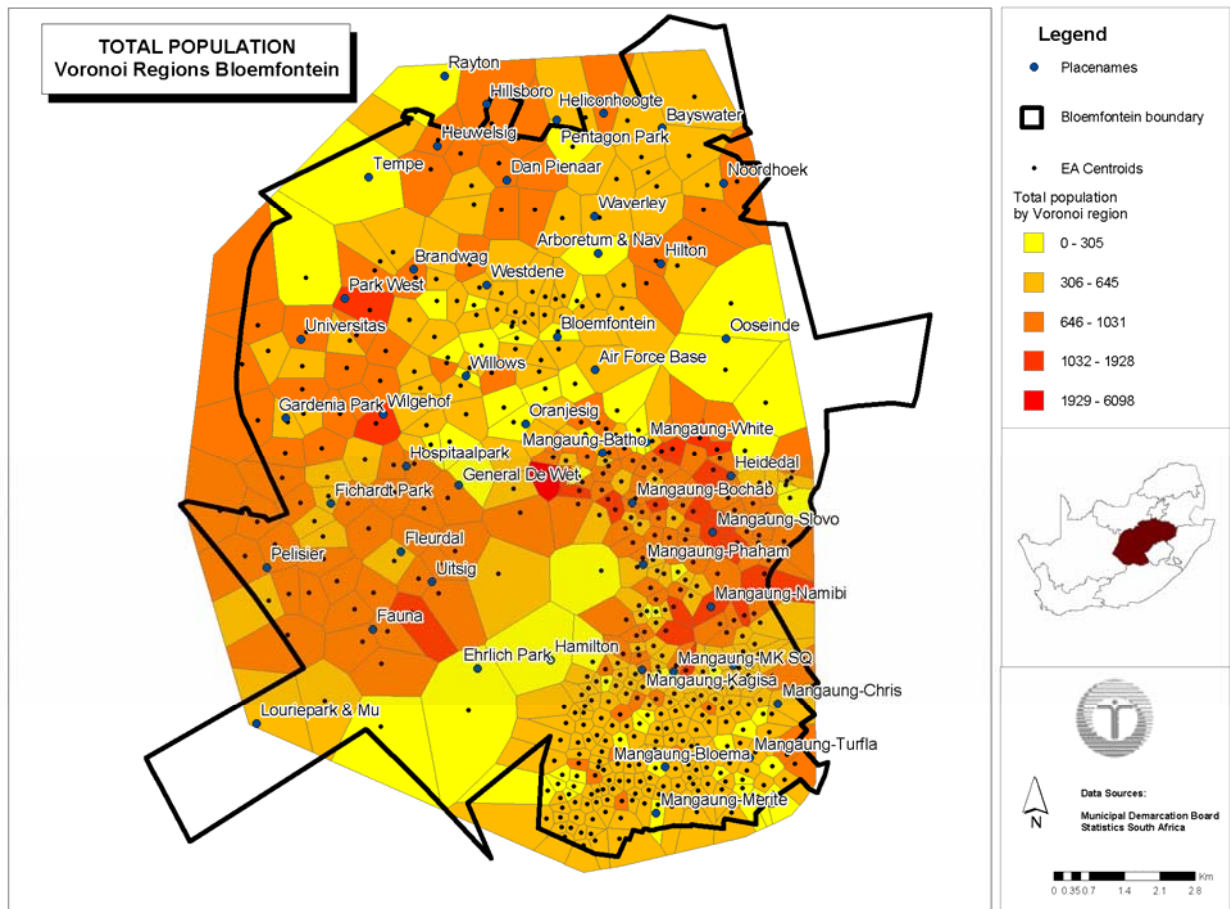 TOTAL POPULATION
Voronoi Regions Bloemfontein
Rayton
Hillsboro
Heliconhoogte
Bayswater
Heuwelsig
Pentagon Park
Tempe
Dan Pienaar
Noordhoek
Waverley
Arboretum & Nav
Hilton
Brandwag
Westdene
Park West
Universitas
Bloemfontein
Ooseinde
Willows
Air Force Base
Gardenia Park
Wilgehof
Oranjesig
Mangaung-White
Mangaung-Batho
Hospitaalpark
General De Wet
Heidedal
Fichardt Park
Mangaung-Bochab
Mangaung-Slovo
Fleurdal
Mangaung-Phaham
Pelisier
Uitsig
Mangaung-Namibi
Fauna
Ehrlich Park
Hamilton
Mangaung-MK SQ
Mangaung-Kagisa
Mangaung-Chris
Louriepark & Mu
Mangaung-Turfla
Mangaung-Bloema
Mangaung-Merite
Legend
Placenames
Bloemfontein boundary
EA Centroids
Total population
by Voronoi region
0 - 305
306 - 645
646 - 1031
1032 - 1928
1929 - 6098
N
Data Sources:
Municipal Demarcation Board
Statistics South Africa
Km
0 0.35 0.7 1.4 2.1 2.8